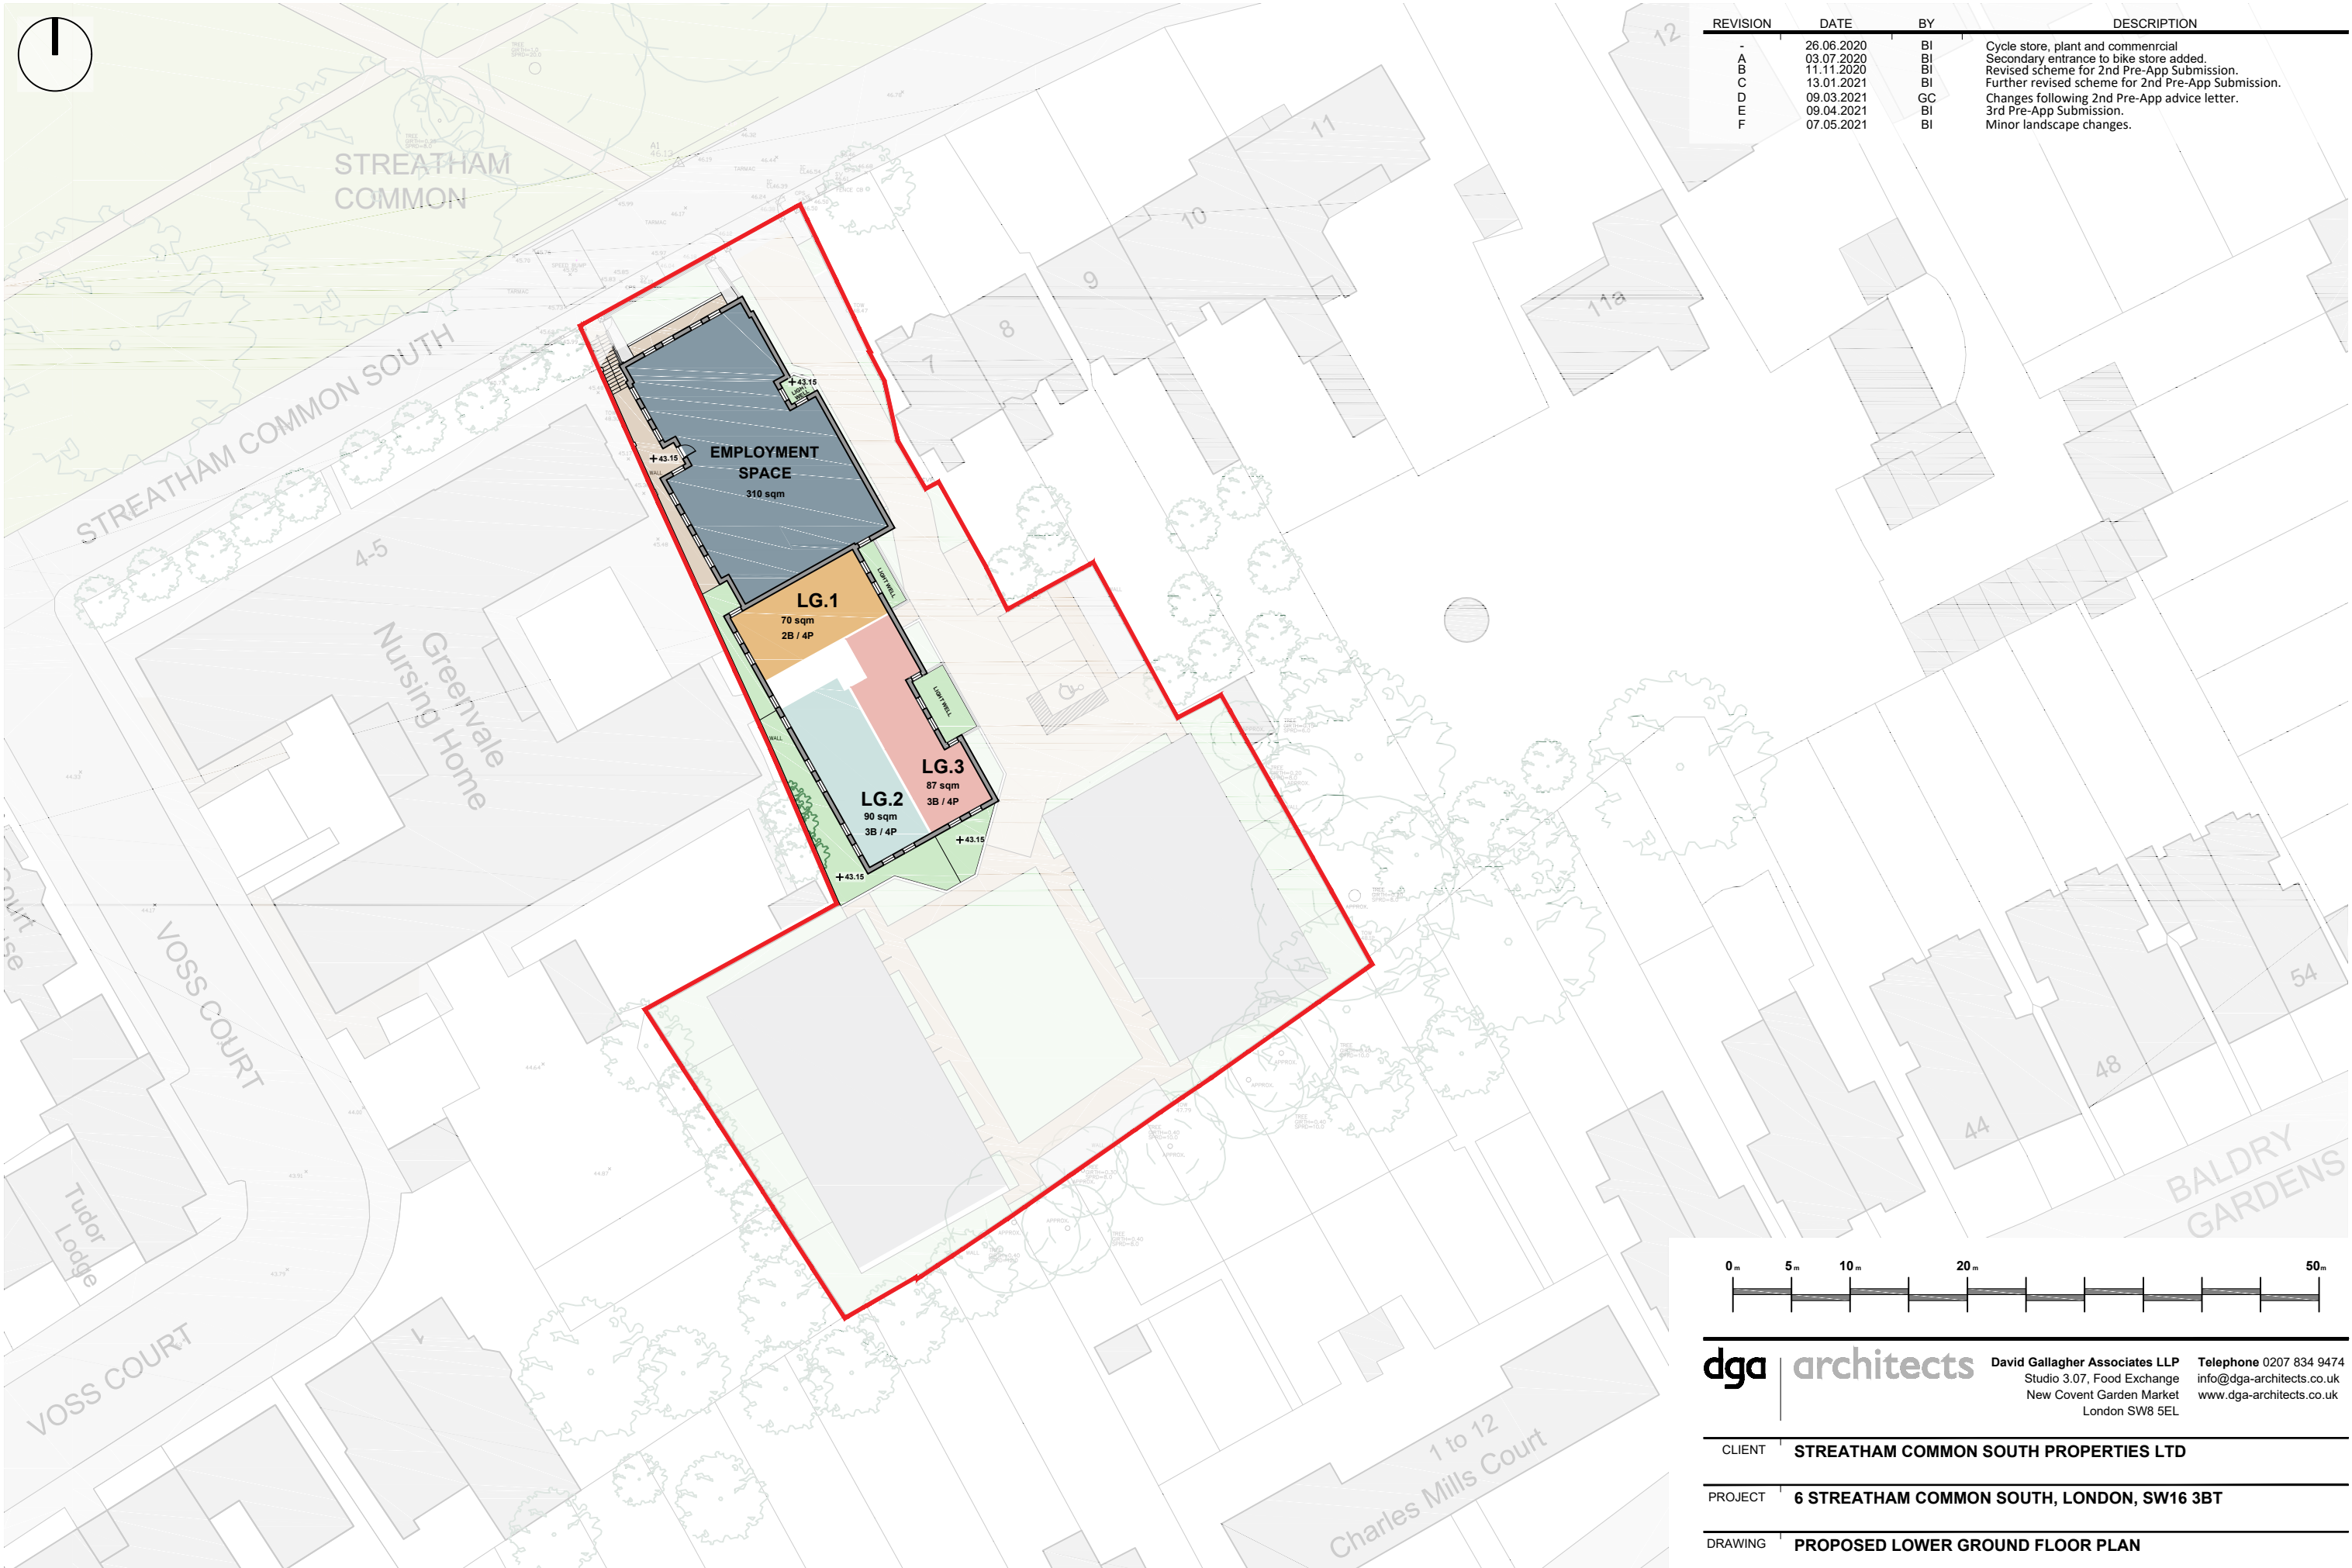 REVISION DATE BY DESCRIPTION
- 26.06.2020 BI Cycle store, plant and commenrcial
A 03.07.2020 BI Secondary entrance to bike store added.
B 11.11.2020 BI Revised scheme for 2nd Pre-App Submission.
C 13.01.2021 BI Further revised scheme for 2nd Pre-App Submission.
D 09.03.2021 GC Changes following 2nd Pre-App advice letter.
E 09.04.2021 BI 3rd Pre-App Submission.
F 07.05.2021 BI Minor landscape changes.
STREATHAM
COMMON
STREATHAM COMMON SOUTH
12
11
10
9
8
7
11a
+43.15
LIGHT
WELL
EMPLOYMENT
SPACE
310 sqm
+43.15
WALL
4-5
Greenvale
Nursing Home
LG.1
70 sqm
2B / 4P
LIGHT WELL
LIGHT WELL
WALL
LG.3
87 sqm
3B / 4P
LG.2
90 sqm
3B / 4P
+43.15
+43.15
VOSS COURT
Tudor
Lodge
VOSS COURT
1
54
48
44
BALDRY
GARDENS
1 to 12
Charles Mills Court
0m 5m 10m 20m 50m
dga architects
David Gallagher Associates LLP
Studio 3.07, Food Exchange
New Covent Garden Market
London SW8 5EL
Telephone 0207 834 9474
info@dga-architects.co.uk
www.dga-architects.co.uk
CLIENT STREATHAM COMMON SOUTH PROPERTIES LTD
PROJECT 6 STREATHAM COMMON SOUTH, LONDON, SW16 3BT
DRAWING PROPOSED LOWER GROUND FLOOR PLAN